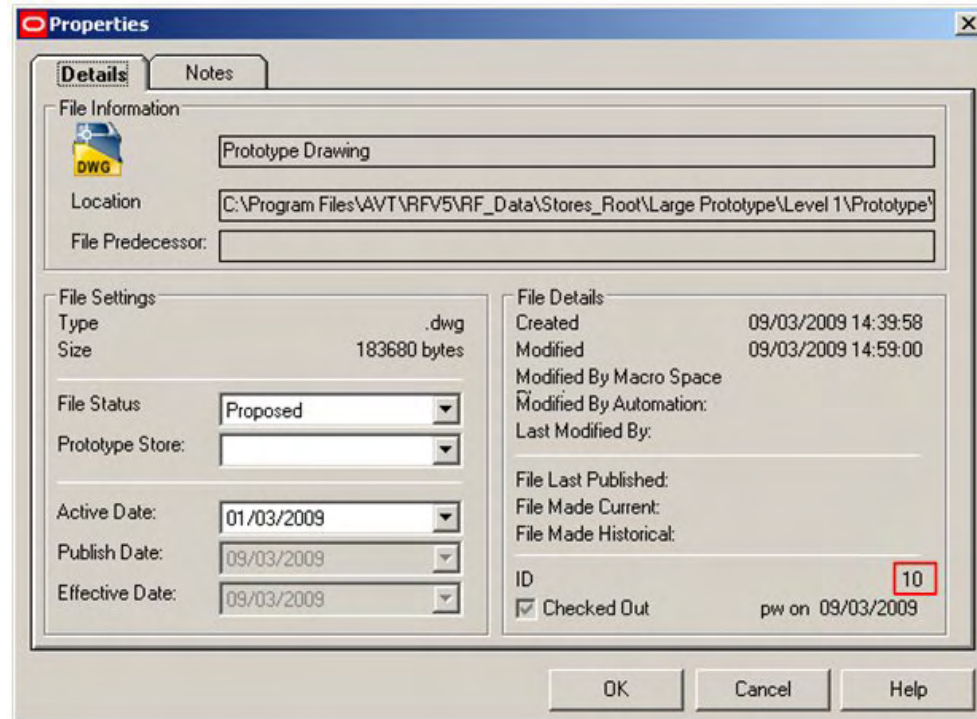 Properties
Details Notes
File Information
DWG
Prototype Drawing
Location C:\Program Files\AVT\RFV5\RF_Data\Stores_Root\Large Prototype\Level 1\Prototype\
File Predecessor:
File Settings
Type .dwg
Size 183680 bytes
File Status Proposed
Prototype Store:
Active Date: 01/03/2009
Publish Date: 09/03/2009
Effective Date: 09/03/2009
File Details
Created 09/03/2009 14:39:58
Modified 09/03/2009 14:59:00
Modified By Macro Space
Modified By Automation:
Last Modified By:
File Last Published:
File Made Current:
File Made Historical:
ID 10
Checked Out pw on 09/03/2009
OK Cancel Help